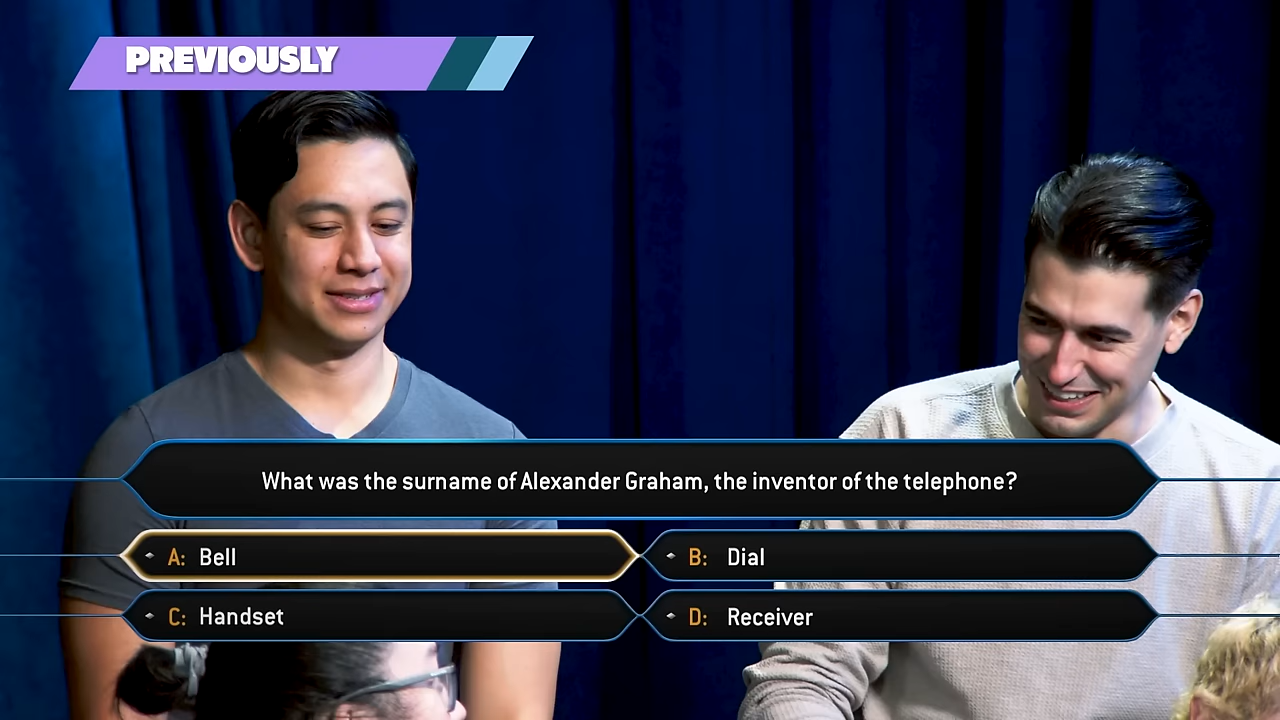 PREVIOUSLY
What was the surname of Alexander Graham, the inventor of the telephone?
A: Bell
B: Dial
C: Handset
D: Receiver